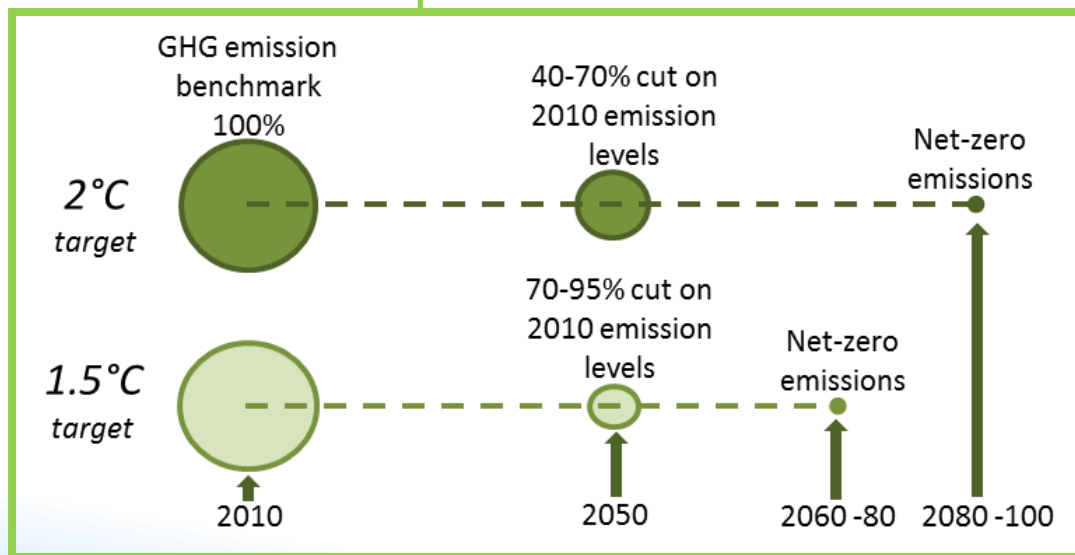 GHG emission
benchmark
100%
40-70% cut on
2010 emission
levels
Net-zero
emissions
2°C
target
70-95% cut on
2010 emission
levels
Net-zero
emissions
1.5°C
target
2010
2050
2060 -80
2080 -100